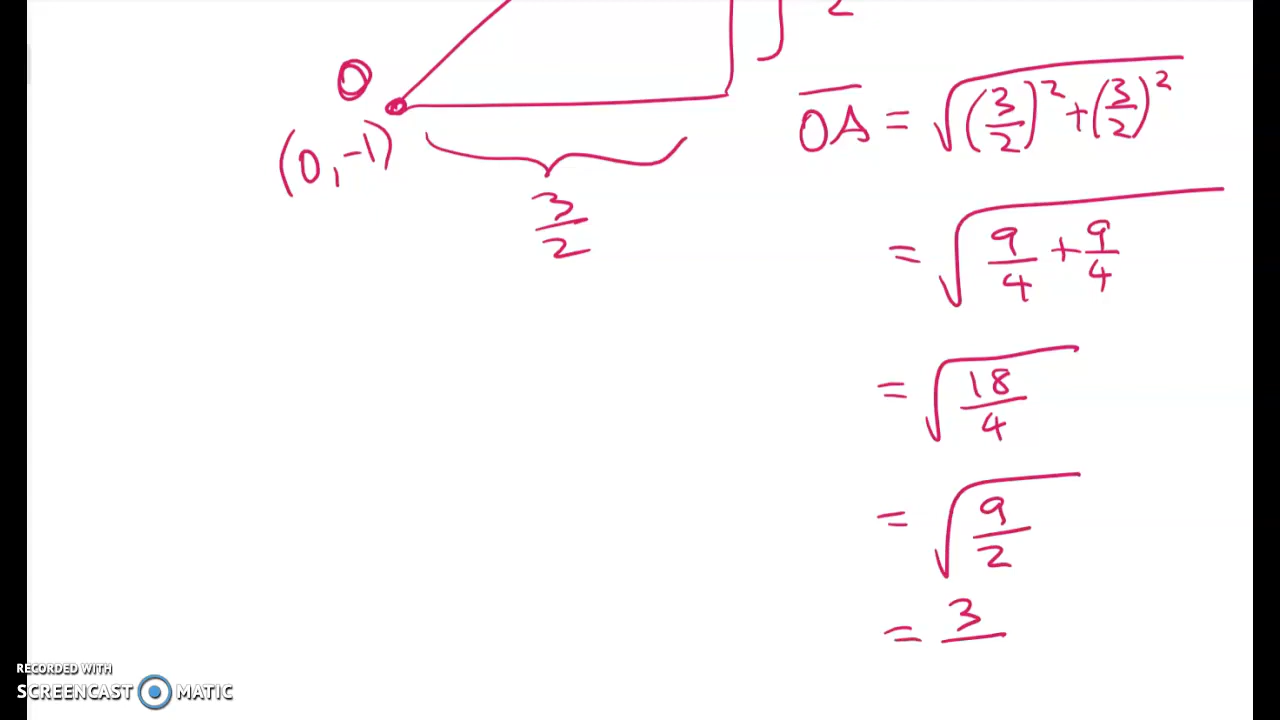 2
O
(0, -1)
3/2
OA = √((3/2)² + (3/2)²)
= √(9/4 + 9/4)
= √(18/4)
= √(9/2)
= 3/
RECORDED WITH
SCREENCAST MATIC